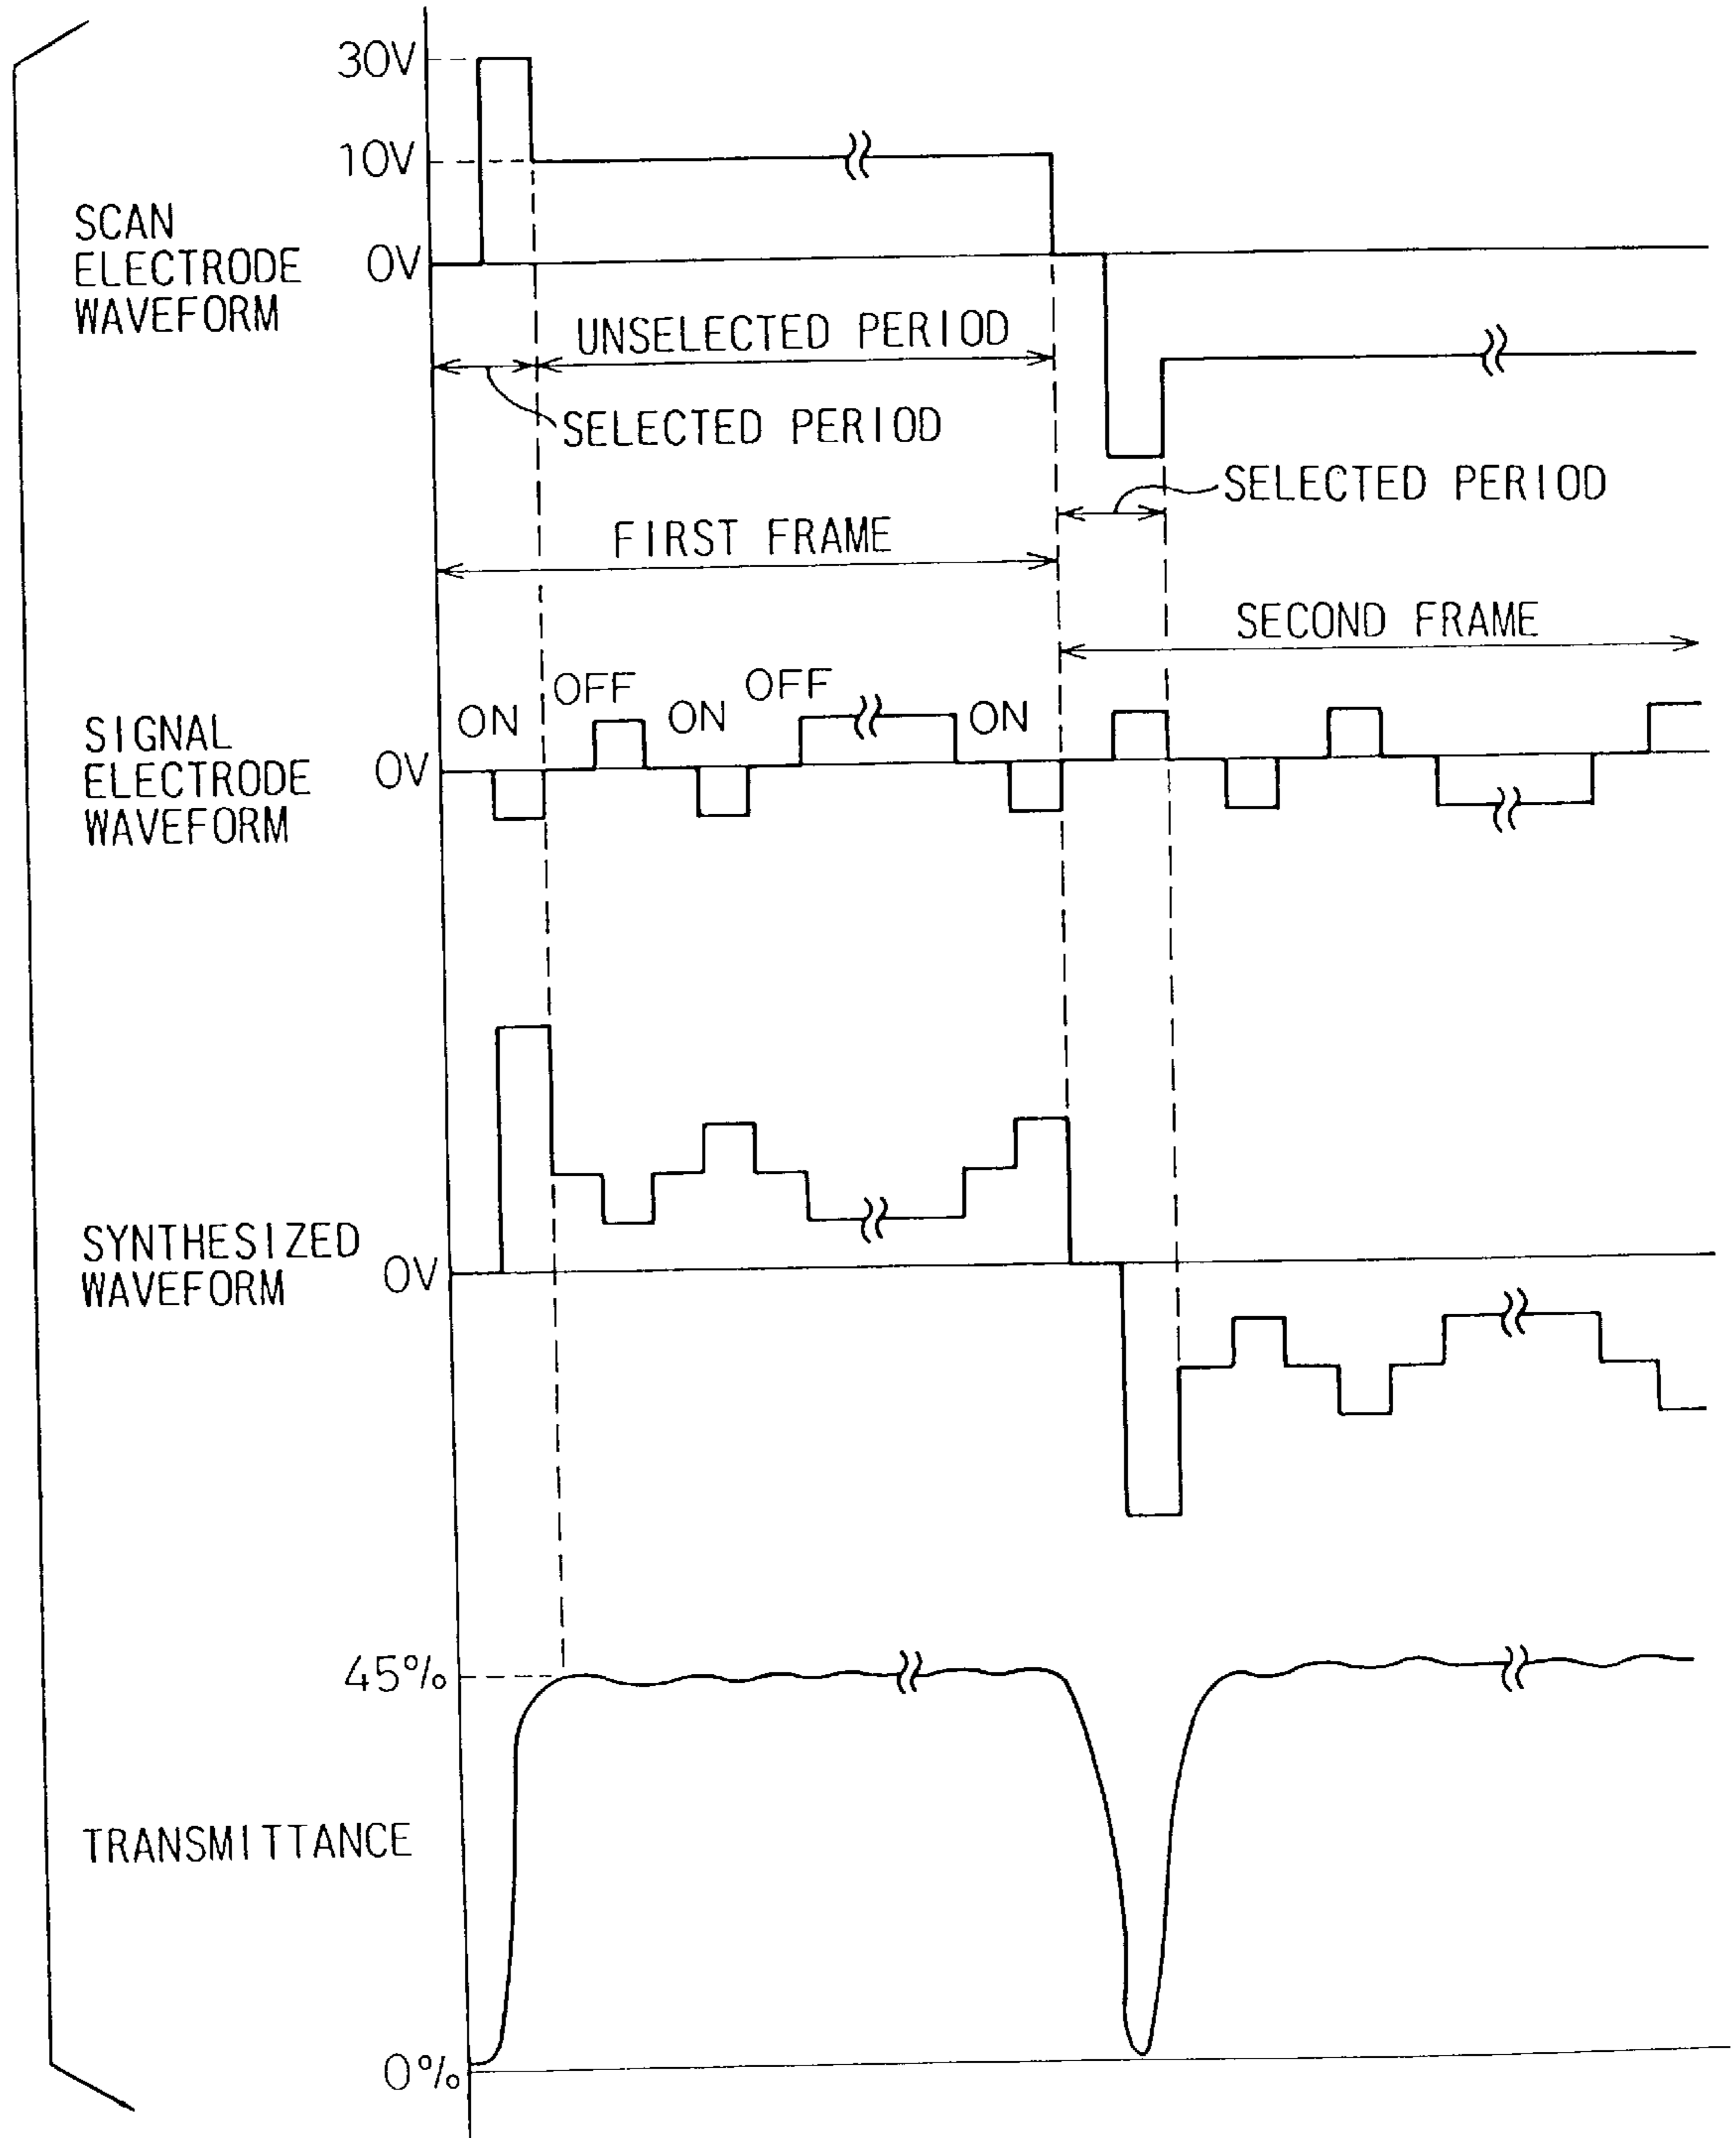 30V
10V
SCAN
ELECTRODE
WAVEFORM
0V
UNSELECTED PERIOD
SELECTED PERIOD
SELECTED PERIOD
FIRST FRAME
SECOND FRAME
ON OFF ON OFF ON
SIGNAL
ELECTRODE
WAVEFORM
0V
SYNTHESIZED
WAVEFORM
0V
45%
TRANSMITTANCE
0%